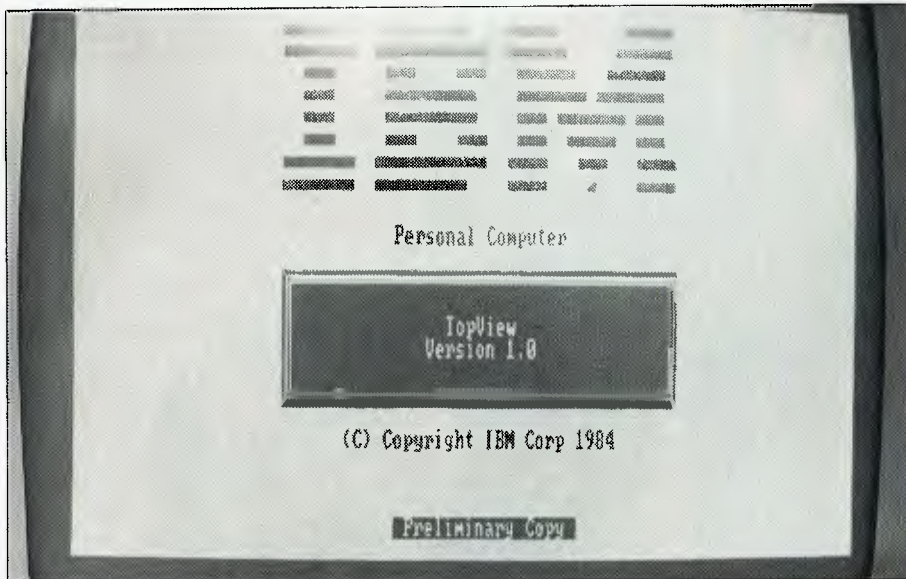 IBM
Personal Computer
TopView
Version 1.0
(C) Copyright IBM Corp 1984
Preliminary Copy